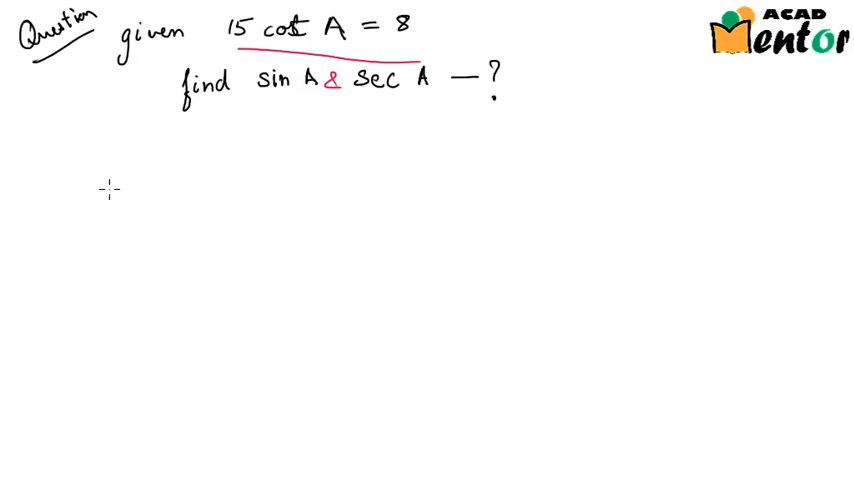 Question given 15 cot A = 8
find sin A & sec A — ?
ACAD
Mentor